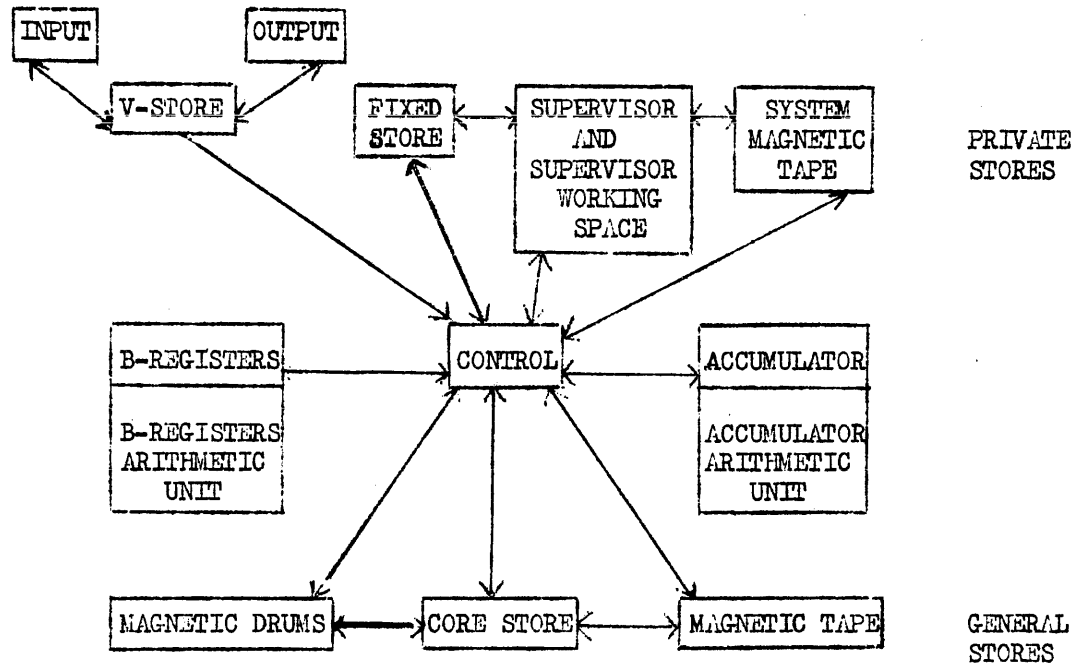 INPUT
OUTPUT
V-STORE
FIXED
STORE
SUPERVISOR
AND
SUPERVISOR
WORKING
SPACE
SYSTEM
MAGNETIC
TAPE
PRIVATE
STORES
B-REGISTERS
CONTROL
ACCUMULATOR
B-REGISTERS
ARITHMETIC
UNIT
ACCUMULATOR
ARITHMETIC
UNIT
MAGNETIC DRUMS
CORE STORE
MAGNETIC TAPE
GENERAL
STORES